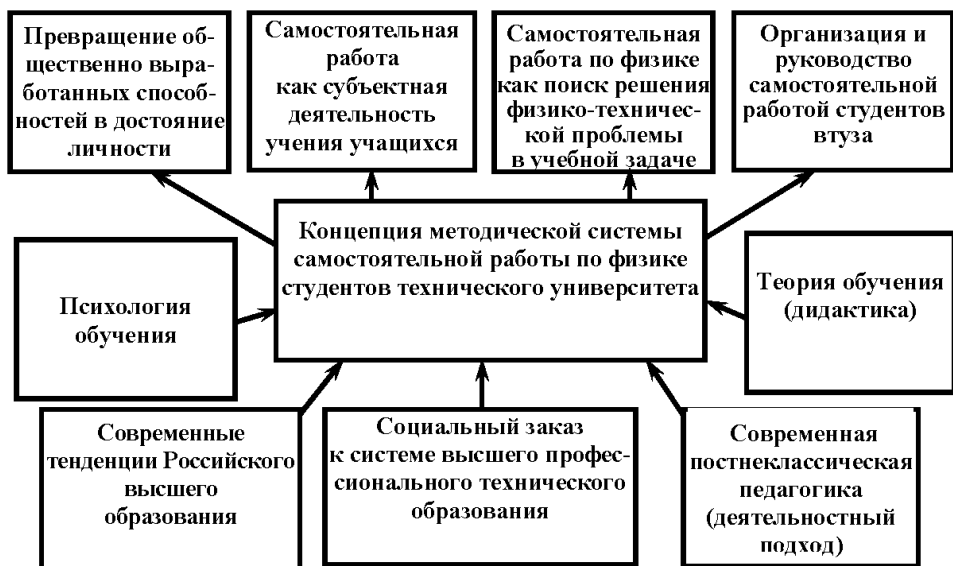 Превращение об-
щественно выра-
ботанных способ-
ностей в достояние
личности
Самостоятельная
работа
как субъектная
деятельность
учения учащихся
Самостоятельная
работа по физике
как поиск решения
физико-техничес-
кой проблемы
в учебной задаче
Организация и
руководство
самостоятельной
работой студентов
втуза
Концепция методической системы
самостоятельной работы по физике
студентов технического университета
Психология
обучения
Теория обучения
(дидактика)
Современные
тенденции Российского
высшего
образования
Социальный заказ
к системе высшего профес-
сионального технического
образования
Современная
постнеклассическая
педагогика
(деятельностный
подход)